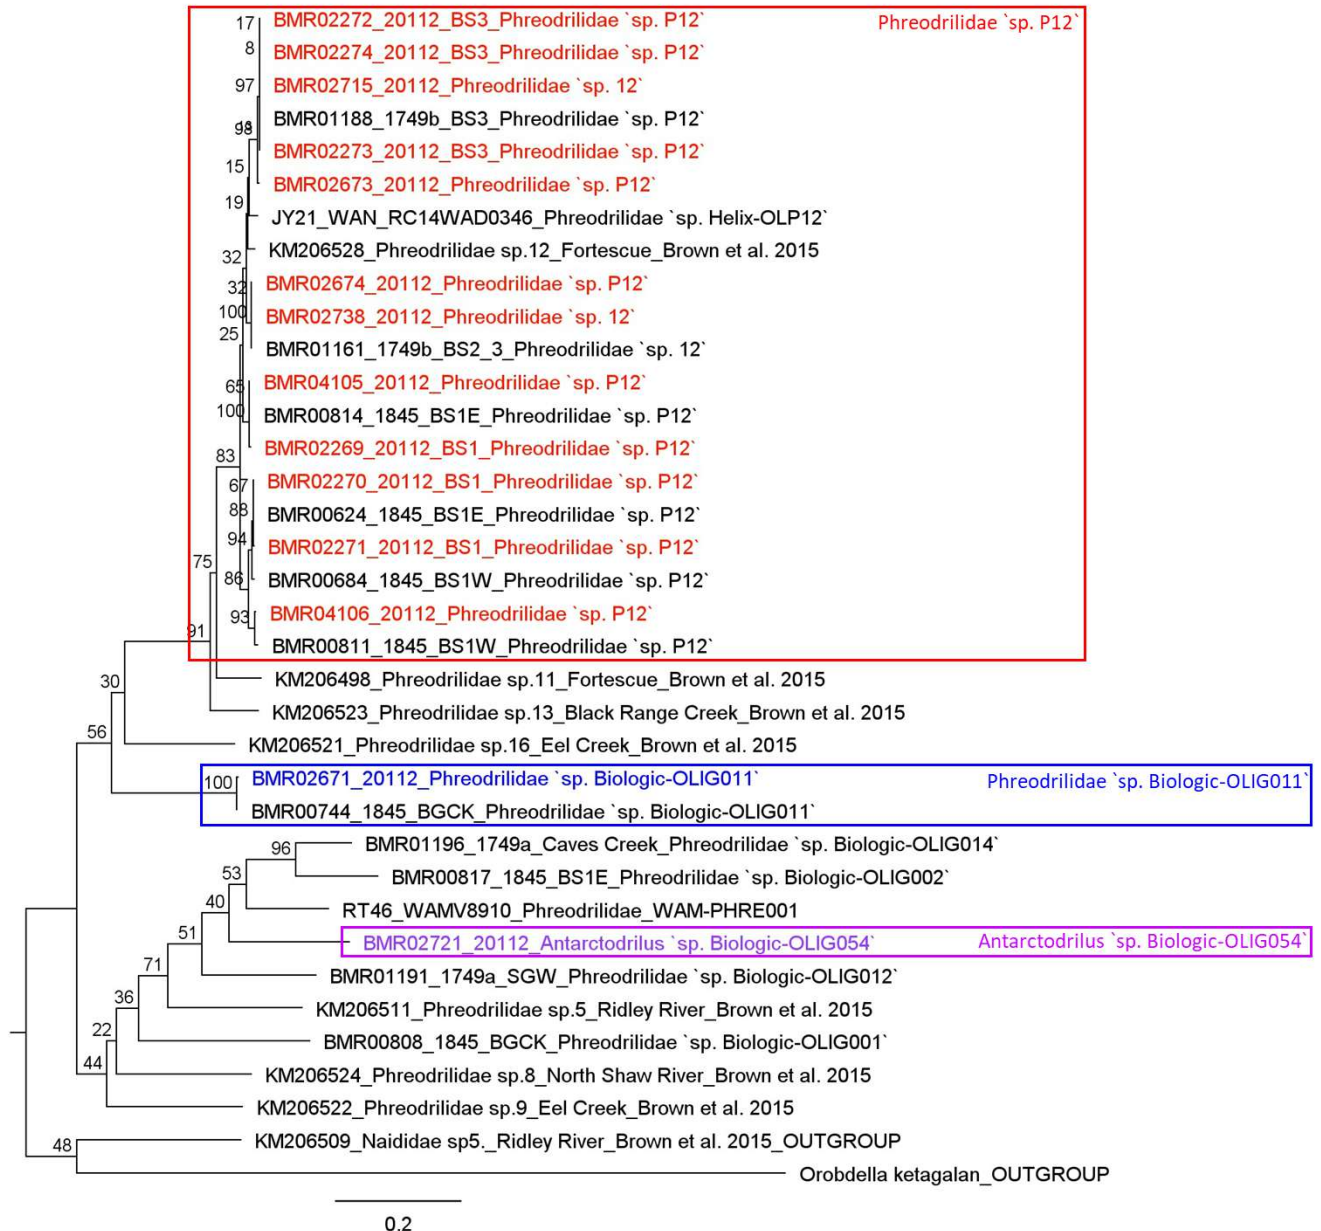 17
BMR02272_20112_BS3_Phreodrilidae `sp. P12`
Phreodrilidae `sp. P12`
8
BMR02274_20112_BS3_Phreodrilidae `sp. P12`
97
BMR02715_20112_Phreodrilidae `sp. 12`
BMR01188_1749b_BS3_Phreodrilidae `sp. P12`
98
BMR02273_20112_BS3_Phreodrilidae `sp. P12`
15
BMR02673_20112_Phreodrilidae `sp. P12`
19
JY21_WAN_RC14WAD0346_Phreodrilidae `sp. Helix-OLP12`
KM206528_Phreodrilidae sp.12_Fortescue_Brown et al. 2015
32
BMR02674_20112_Phreodrilidae `sp. P12`
32
100
BMR02738_20112_Phreodrilidae `sp. 12`
25
BMR01161_1749b_BS2_3_Phreodrilidae `sp. 12`
65
BMR04105_20112_Phreodrilidae `sp. P12`
100
BMR00814_1845_BS1E_Phreodrilidae `sp. P12`
BMR02269_20112_BS1_Phreodrilidae `sp. P12`
83
67
BMR02270_20112_BS1_Phreodrilidae `sp. P12`
88
BMR00624_1845_BS1E_Phreodrilidae `sp. P12`
94
BMR02271_20112_BS1_Phreodrilidae `sp. P12`
75
86
BMR00684_1845_BS1W_Phreodrilidae `sp. P12`
93
BMR04106_20112_Phreodrilidae `sp. P12`
91
BMR00811_1845_BS1W_Phreodrilidae `sp. P12`
30
KM206498_Phreodrilidae sp.11_Fortescue_Brown et al. 2015
KM206523_Phreodrilidae sp.13_Black Range Creek_Brown et al. 2015
56
KM206521_Phreodrilidae sp.16_Eel Creek_Brown et al. 2015
100
BMR02671_20112_Phreodrilidae `sp. Biologic-OLIG011`
Phreodrilidae `sp. Biologic-OLIG011`
BMR00744_1845_BGCK_Phreodrilidae `sp. Biologic-OLIG011`
96
BMR01196_1749a_Caves Creek_Phreodrilidae `sp. Biologic-OLIG014`
53
BMR00817_1845_BS1E_Phreodrilidae `sp. Biologic-OLIG002`
40
RT46_WAMV8910_Phreodrilidae_WAM-PHRE001
51
BMR02721_20112_Antarctodrilus `sp. Biologic-OLIG054`
Antarctodrilus `sp. Biologic-OLIG054`
71
BMR01191_1749a_SGW_Phreodrilidae `sp. Biologic-OLIG012`
36
KM206511_Phreodrilidae sp.5_Ridley River_Brown et al. 2015
22
BMR00808_1845_BGCK_Phreodrilidae `sp. Biologic-OLIG001`
44
KM206524_Phreodrilidae sp.8_North Shaw River_Brown et al. 2015
KM206522_Phreodrilidae sp.9_Eel Creek_Brown et al. 2015
48
KM206509_Naididae sp5._Ridley River_Brown et al. 2015_OUTGROUP
Orobdella ketagalan_OUTGROUP
0.2